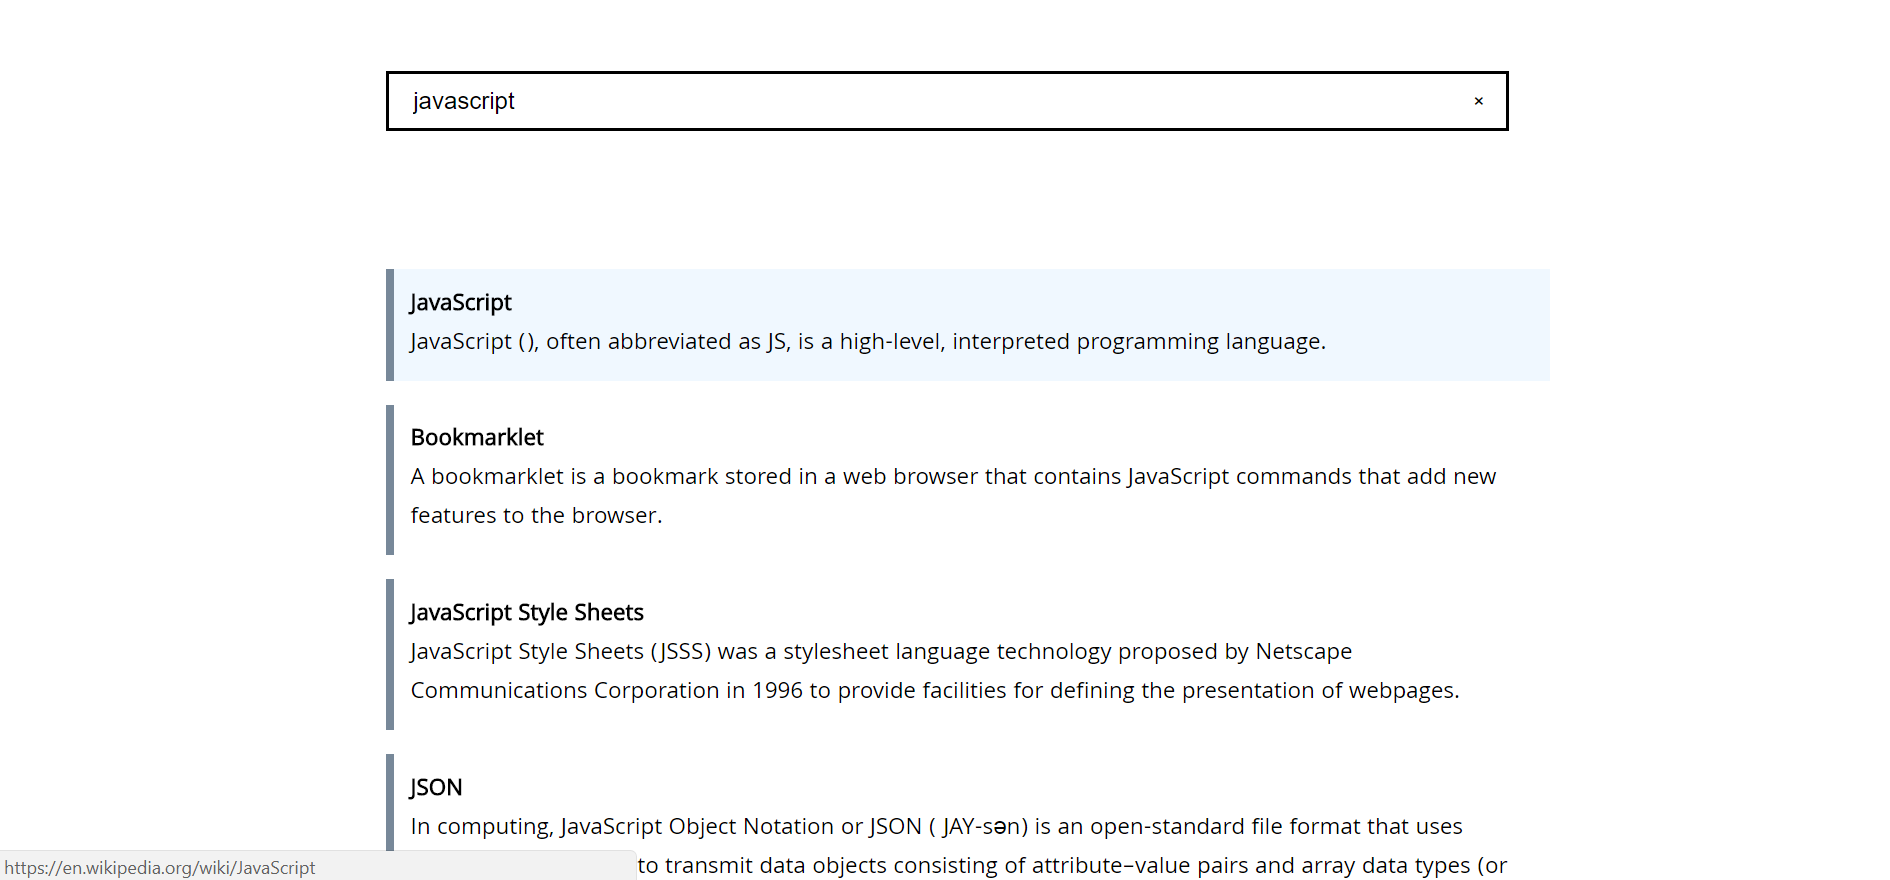 javascript ×
JavaScript
JavaScript (), often abbreviated as JS, is a high-level, interpreted programming language.
Bookmarklet
A bookmarklet is a bookmark stored in a web browser that contains JavaScript commands that add new
features to the browser.
JavaScript Style Sheets
JavaScript Style Sheets (JSSS) was a stylesheet language technology proposed by Netscape
Communications Corporation in 1996 to provide facilities for defining the presentation of webpages.
JSON
In computing, JavaScript Object Notation or JSON ( JAY-sən) is an open-standard file format that uses
to transmit data objects consisting of attribute–value pairs and array data types (or
https://en.wikipedia.org/wiki/JavaScript